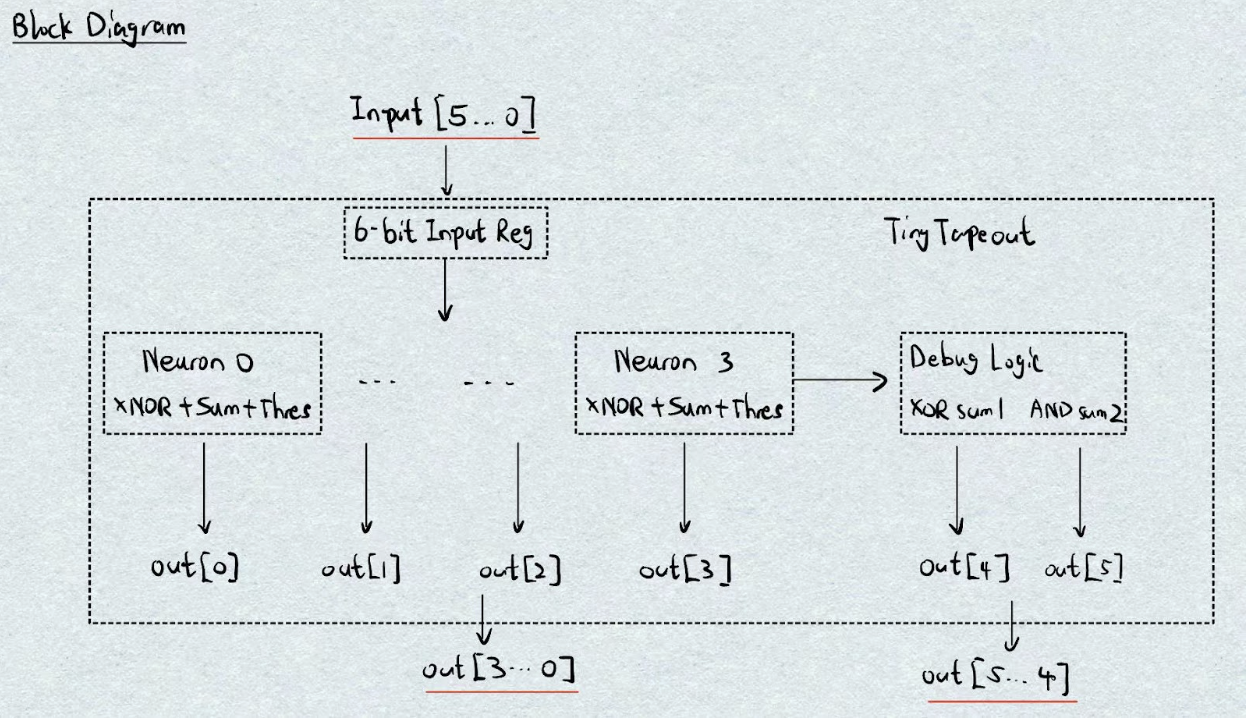 Block Diagram
Input [5...0]
6-bit Input Reg
Tiny Tapeout
Neuron 0
XNOR + Sum + Thres
... ...
Neuron 3
XNOR + Sum + Thres
Debug Logic
XOR sum1 AND sum2
out[0] out[1] out[2] out[3] out[4] out[5]
out[3...0]
out[5...4]